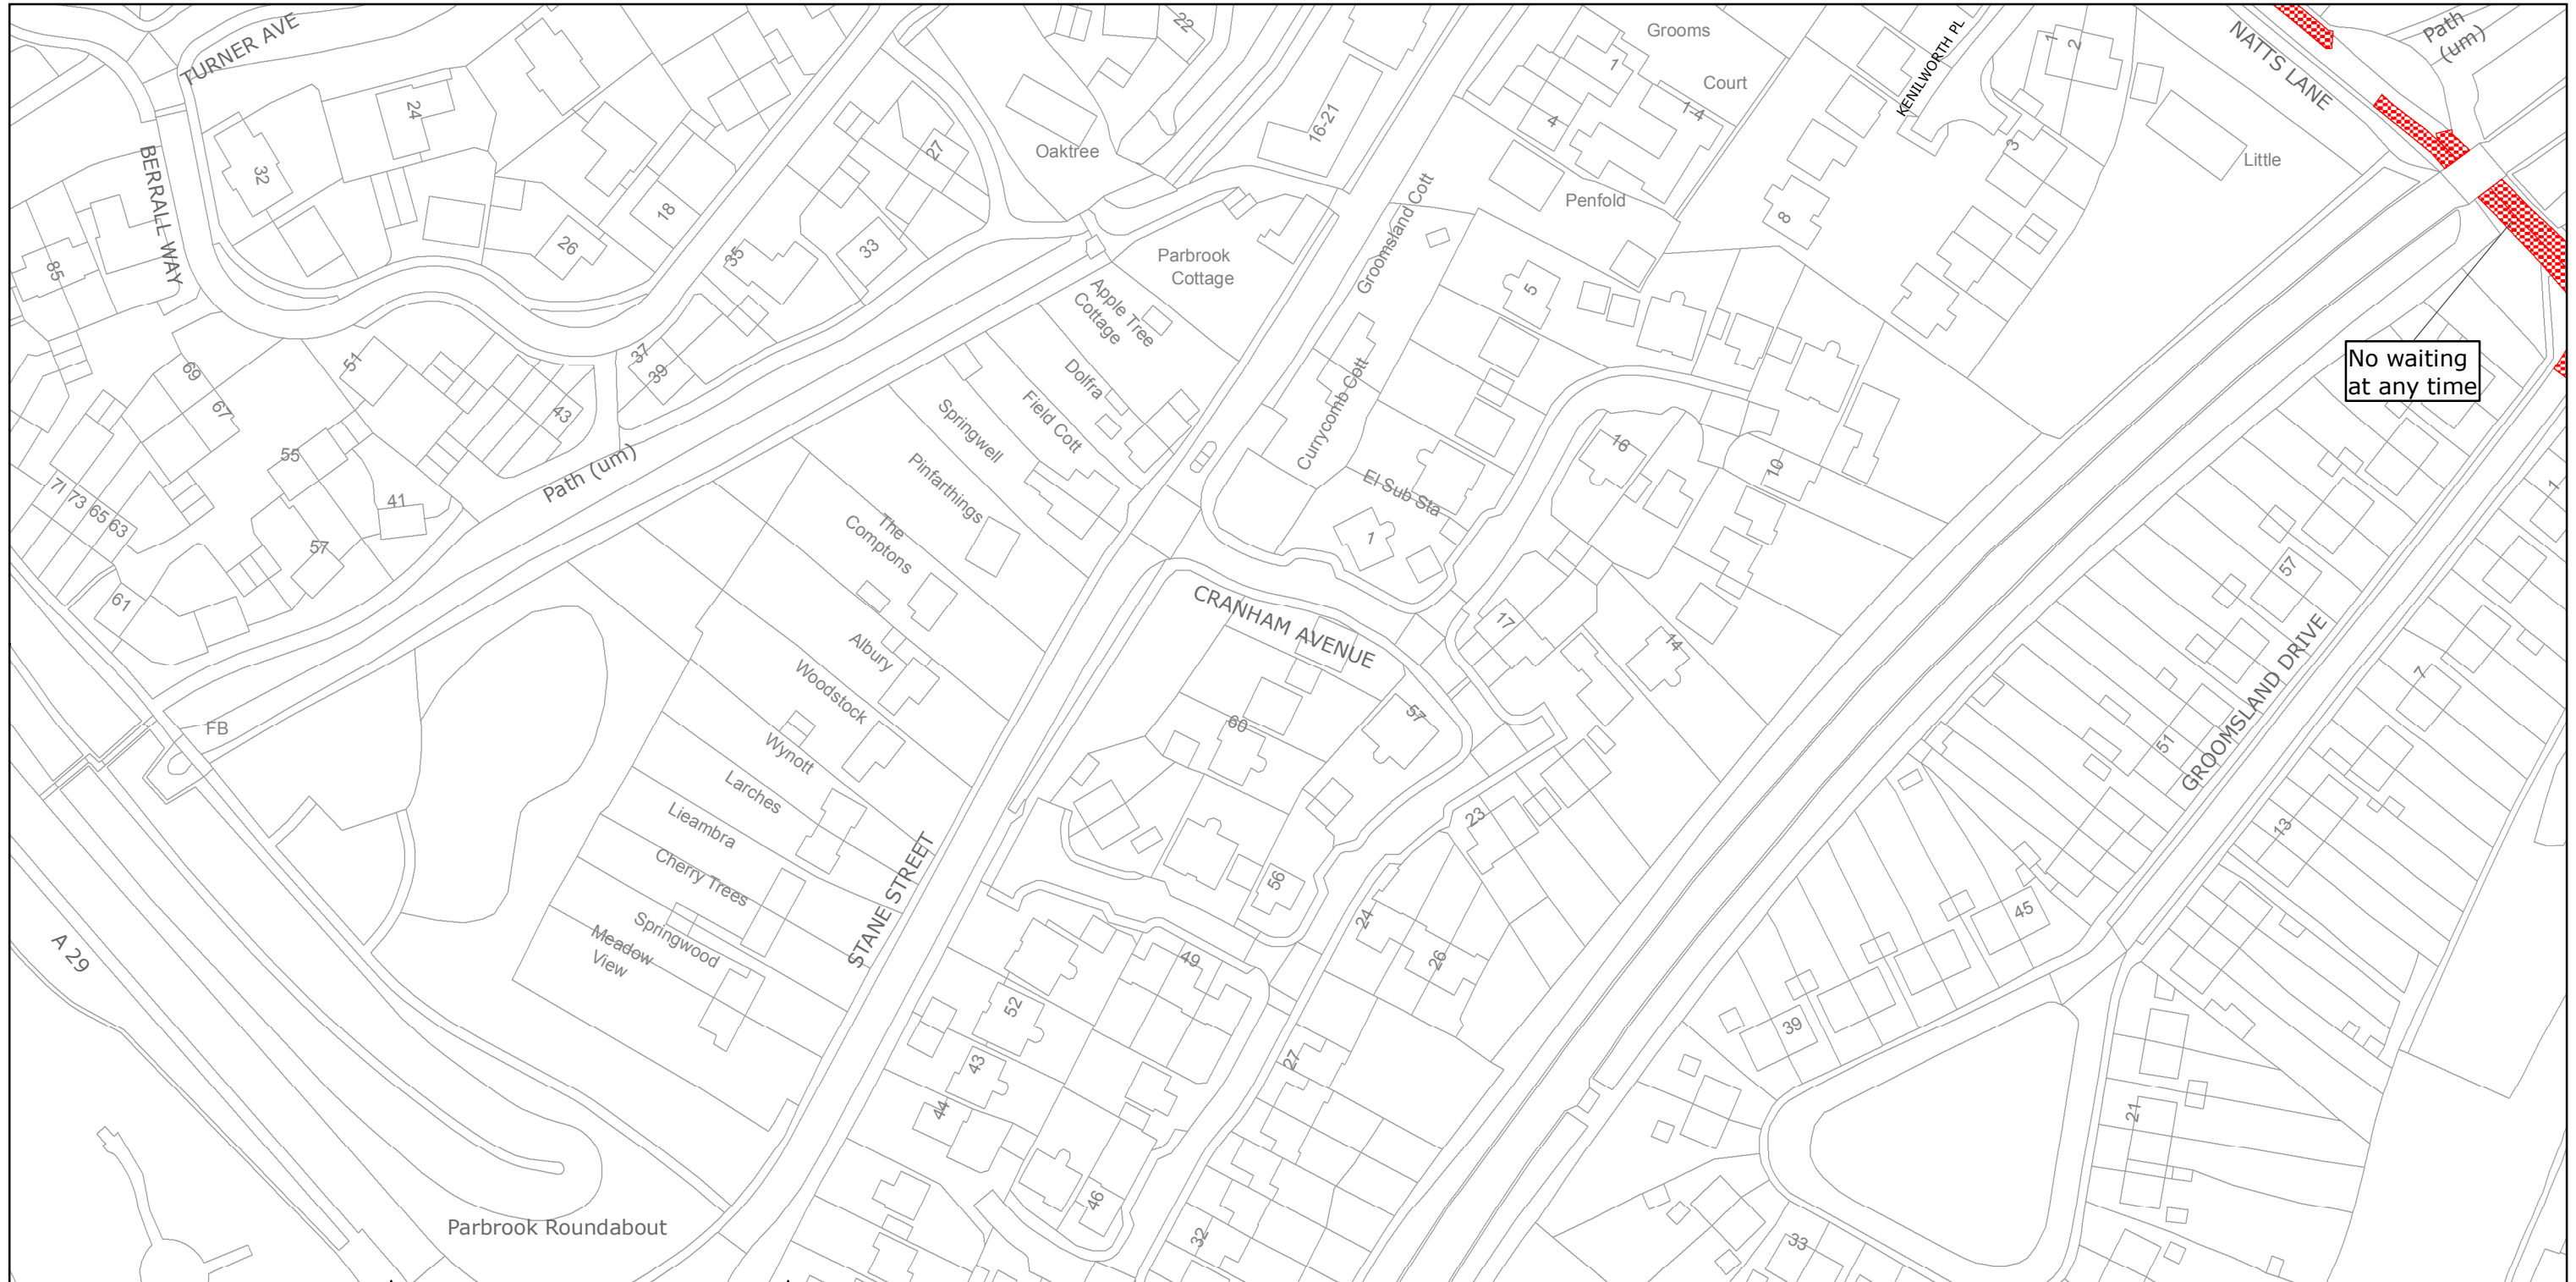 TURNER AVE
22
Grooms
Court
1
4
1-4
KENILWORTH PL
1
2
NATTS LANE
Path
(um)
24
32
BERRALL WAY
27
Oaktree
16-21
3
Little
18
26
35
33
Penfold
8
Groomsland Cott
Parbrook
Cottage
85
Apple Tree
Cottage
5
No waiting
at any time
37
39
51
69
67
43
Dolfra
Field Cott
Springwell
Currycomb Cott
16
10
55
Path (um)
Pinfarthings
El Sub Sta
71
73
65
63
41
57
The
Comptons
1
1
57
61
CRANHAM AVENUE
17
14
Albury
Woodstock
GROOMSLAND DRIVE
7
FB
60
57
51
Wynott
Larches
Lieambra
Cherry Trees
Springwood
Meadow
View
STANE STREET
23
13
56
24
26
45
A 29
49
52
39
43
44
27
21
46
32
33
Parbrook Roundabout